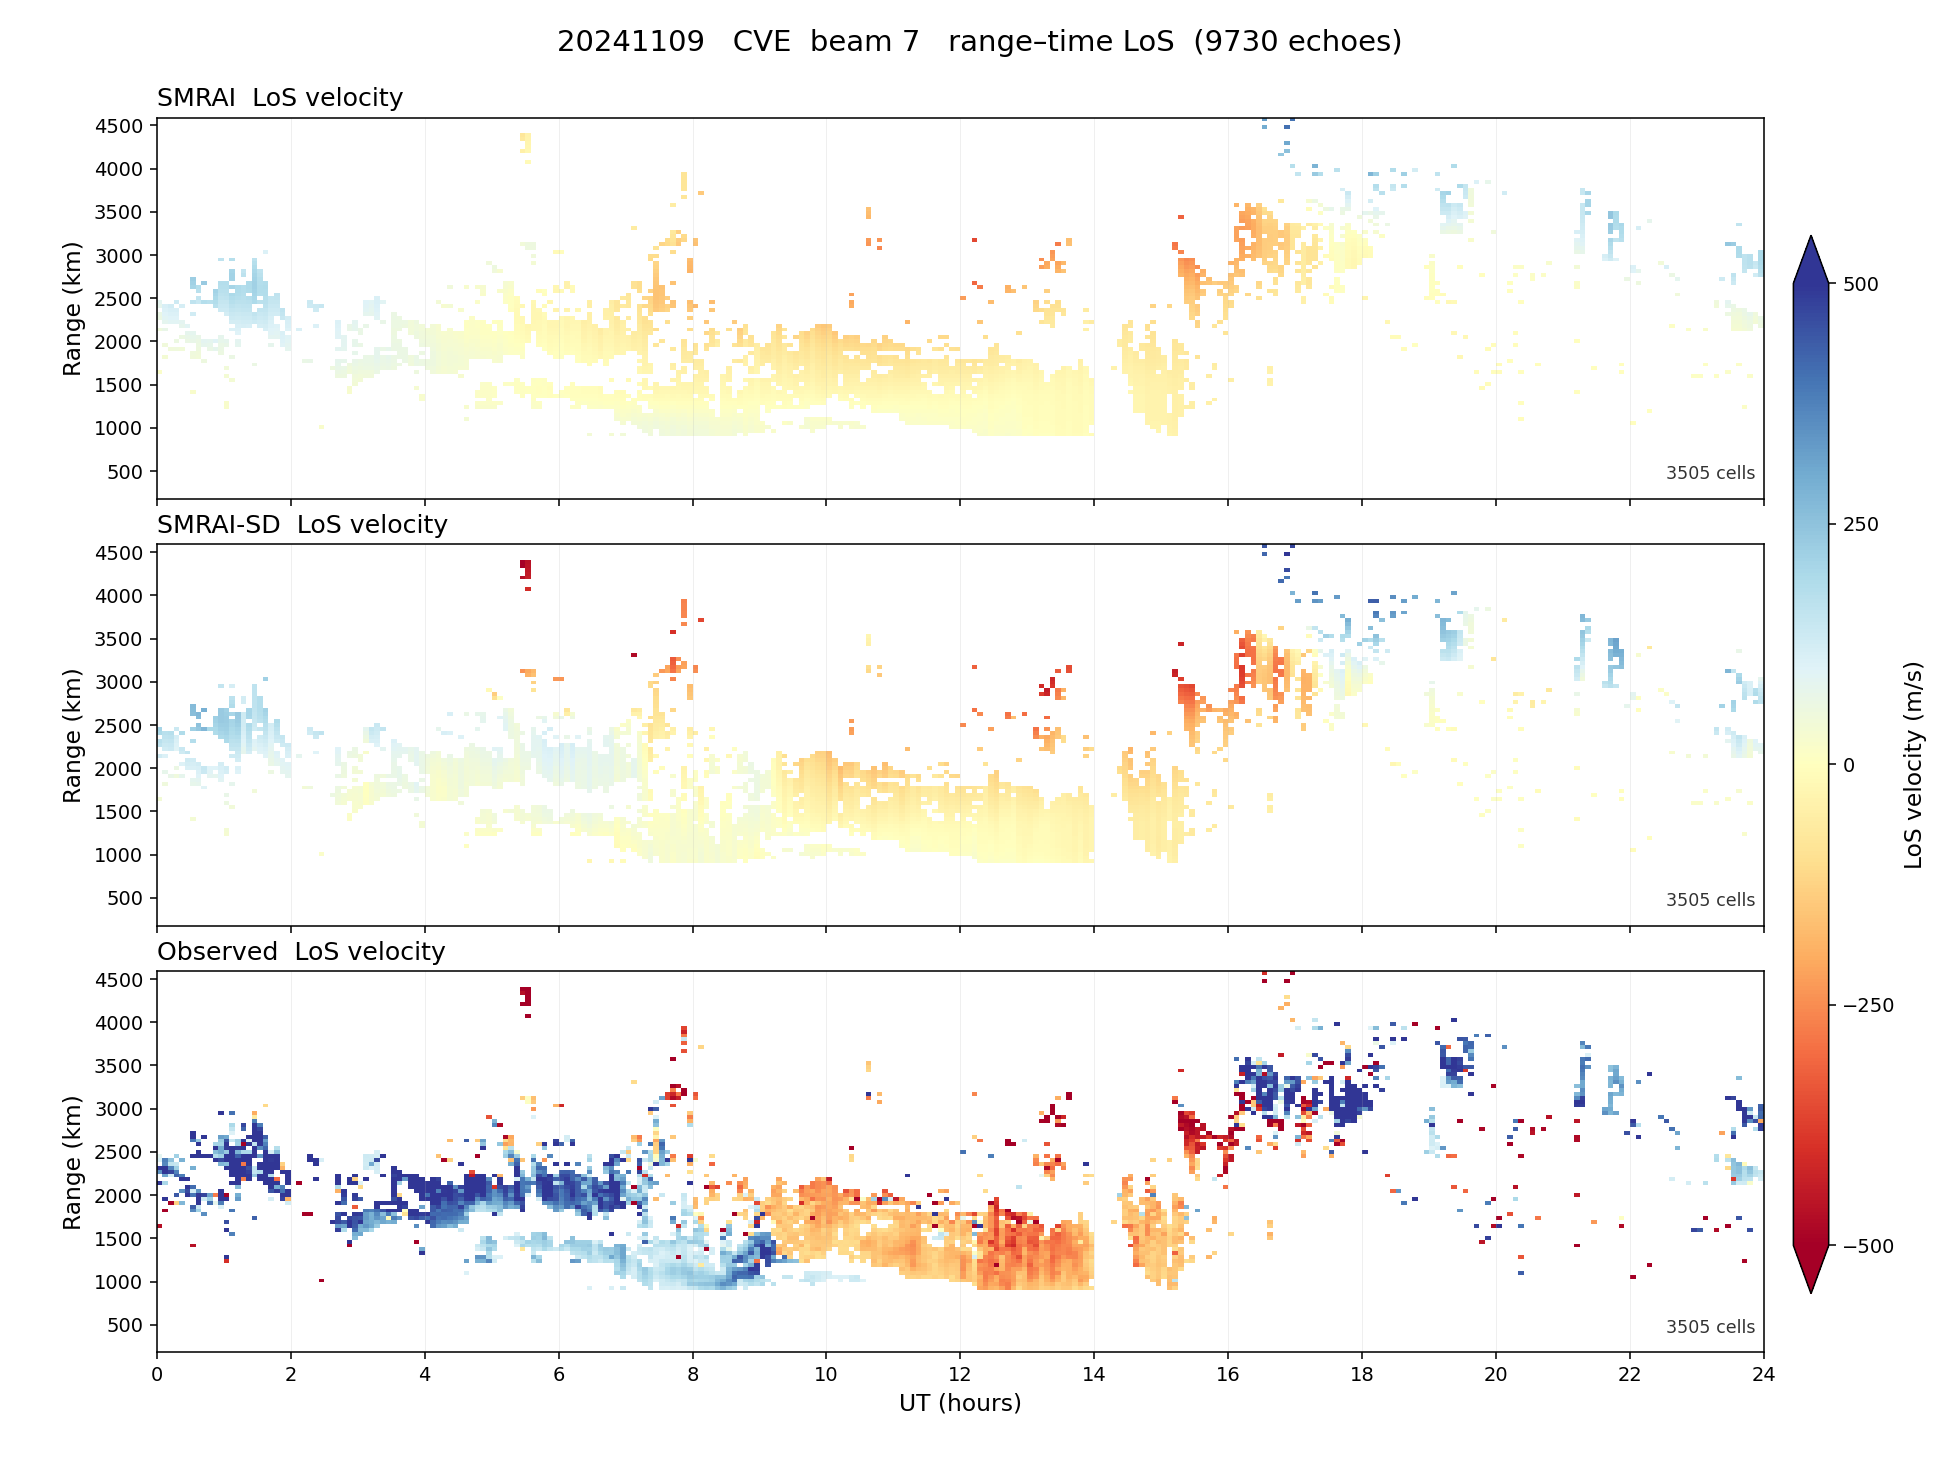 20241109   CVE  beam 7   range–time LoS  (9730 echoes)
SMRAI  LoS velocity
4500
4000
3500
3000
2500
2000
1500
1000
500
Range (km)
3505 cells
SMRAI-SD  LoS velocity
4500
4000
3500
3000
2500
2000
1500
1000
500
Range (km)
3505 cells
Observed  LoS velocity
4500
4000
3500
3000
2500
2000
1500
1000
500
Range (km)
3505 cells
0 2 4 6 8 10 12 14 16 18 20 22 24
UT (hours)
500
250
0
−250
−500
LoS velocity (m/s)